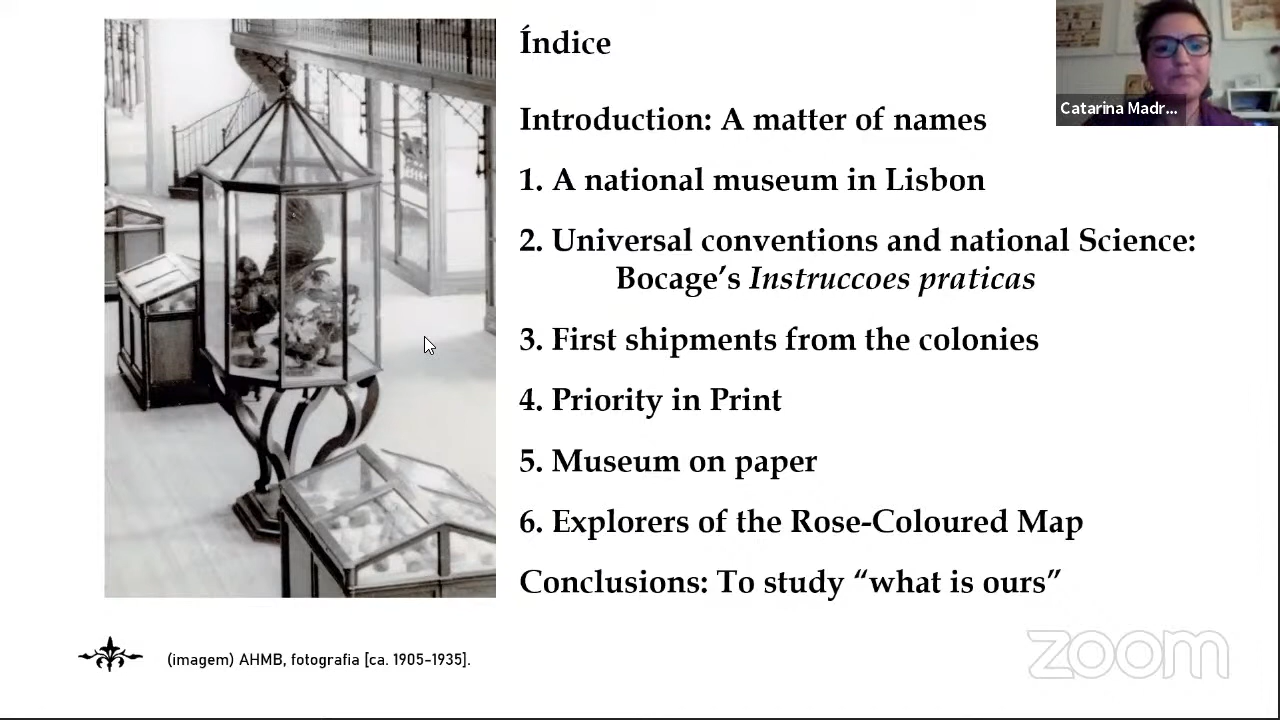 Índice
Introduction: A matter of names
1. A national museum in Lisbon
2. Universal conventions and national Science:
Bocage’s Instruccoes praticas
3. First shipments from the colonies
4. Priority in Print
5. Museum on paper
6. Explorers of the Rose-Coloured Map
Conclusions: To study “what is ours”
(imagem) AHMB, fotografia [ca. 1905-1935].
Catarina Madr...
zoom